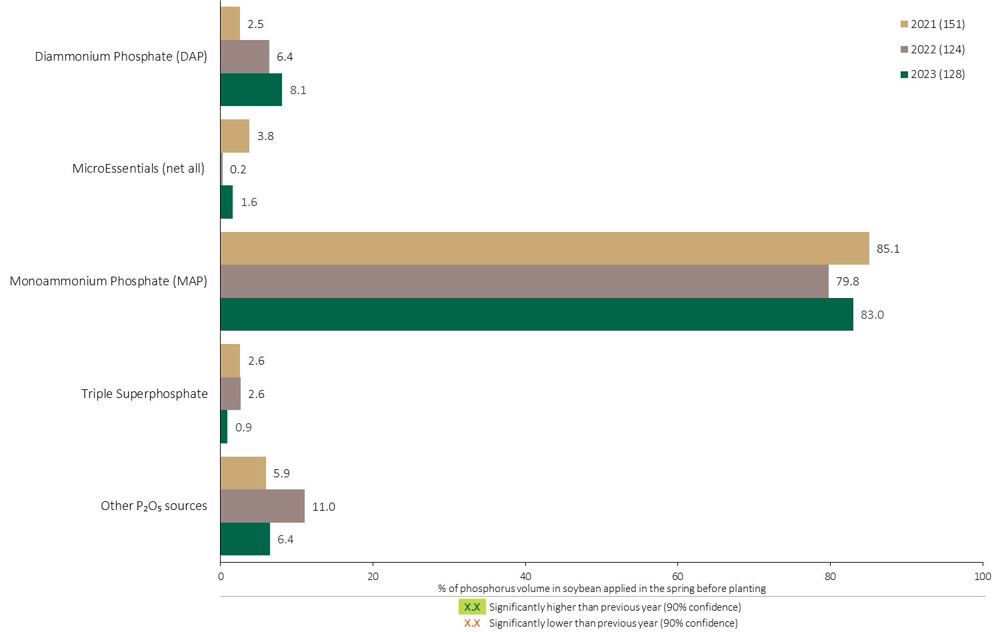 2021 (151)
2022 (124)
2023 (128)
Diammonium Phosphate (DAP)
2.5
6.4
8.1
MicroEssentials (net all)
3.8
0.2
1.6
Monoammonium Phosphate (MAP)
85.1
79.8
83.0
Triple Superphosphate
2.6
2.6
0.9
Other P₂O₅ sources
5.9
11.0
6.4
0 20 40 60 80 100
% of phosphorus volume in soybean applied in the spring before planting
X.X Significantly higher than previous year (90% confidence)
X.X Significantly lower than previous year (90% confidence)